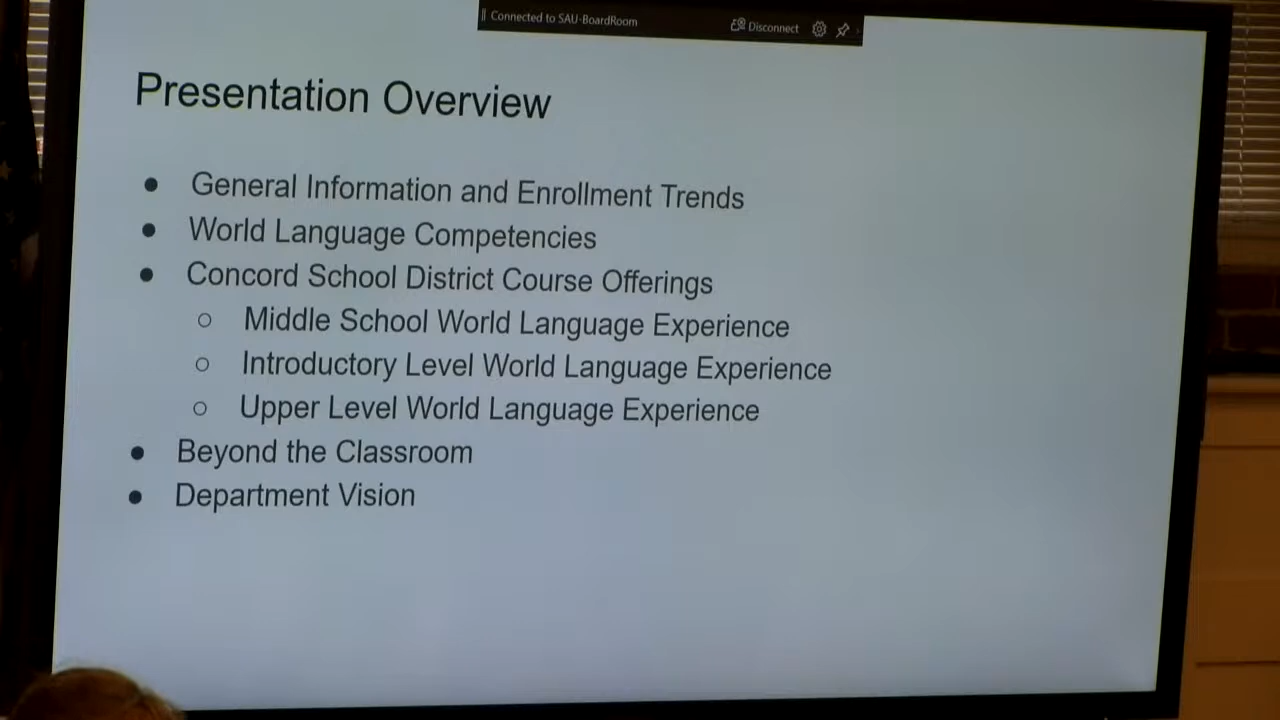 Connected to SAU-BoardRoom
Disconnect
Presentation Overview
General Information and Enrollment Trends
World Language Competencies
Concord School District Course Offerings
Middle School World Language Experience
Introductory Level World Language Experience
Upper Level World Language Experience
Beyond the Classroom
Department Vision